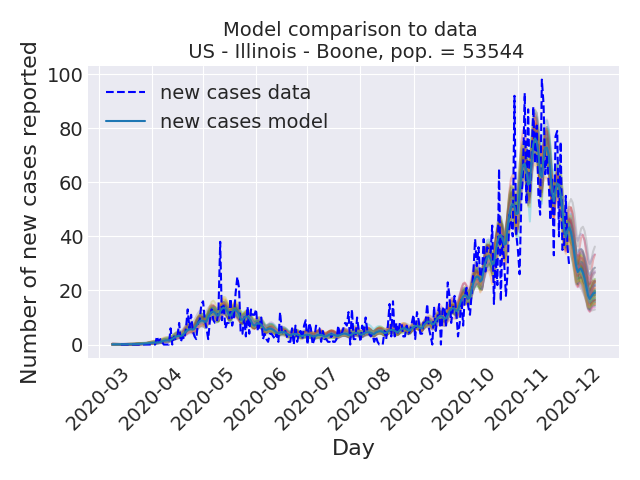 Model comparison to data
US - Illinois - Boone, pop. = 53544
Number of new cases reported
100
80
60
40
20
0
new cases data
new cases model
2020-03
2020-04
2020-05
2020-06
2020-07
2020-08
2020-09
2020-10
2020-11
2020-12
Day